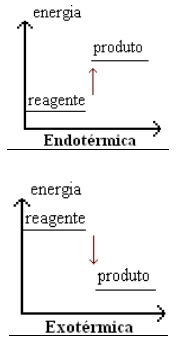 energia
produto
reagente
Endotérmica
energia
reagente
produto
Exotérmica